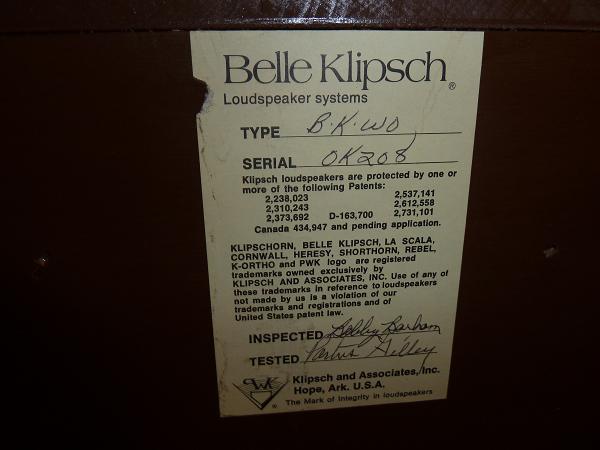 Belle Klipsch®
Loudspeaker systems
TYPE B·K·WO
SERIAL OK208
Klipsch loudspeakers are protected by one or
more of the following Patents:
2,238,023 2,537,141
2,310,243 2,612,558
2,373,692 D-163,700 2,731,101
Canada 434,947 and pending application.
KLIPSCHORN, BELLE KLIPSCH, LA SCALA,
CORNWALL, HERESY, SHORTHORN, REBEL,
K-ORTHO and PWK logo are registered
trademarks owned exclusively by
KLIPSCH AND ASSOCIATES, INC. Use of any of
these trademarks in reference to loudspeakers
not made by us is a violation of our
trademarks and registrations and of
United States patent law.
INSPECTED
TESTED
PWK ®
Klipsch and Associates, Inc.
Hope, Ark. U.S.A.
The Mark of Integrity in loudspeakers